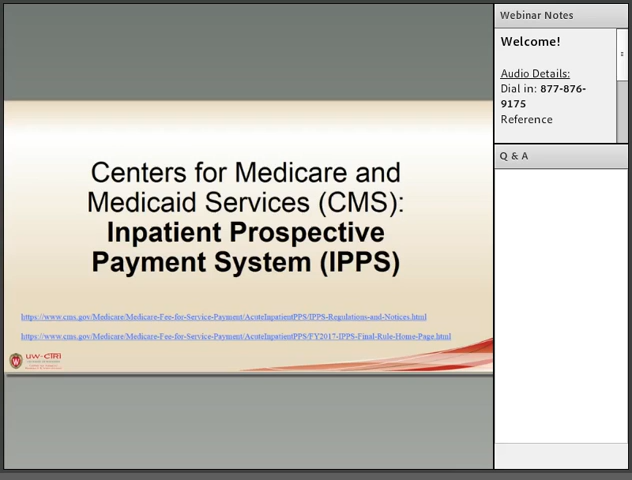 Centers for Medicare and
Medicaid Services (CMS):
Inpatient Prospective
Payment System (IPPS)
https://www.cms.gov/Medicare/Medicare-Fee-for-Service-Payment/AcuteInpatientPPS/IPPS-Regulations-and-Notices.html
https://www.cms.gov/Medicare/Medicare-Fee-for-Service-Payment/AcuteInpatientPPS/FY2017-IPPS-Final-Rule-Home-Page.html
UW-CTRI
Webinar Notes
Welcome!
Audio Details:
Dial in: 877-876-
9175
Reference
Q & A